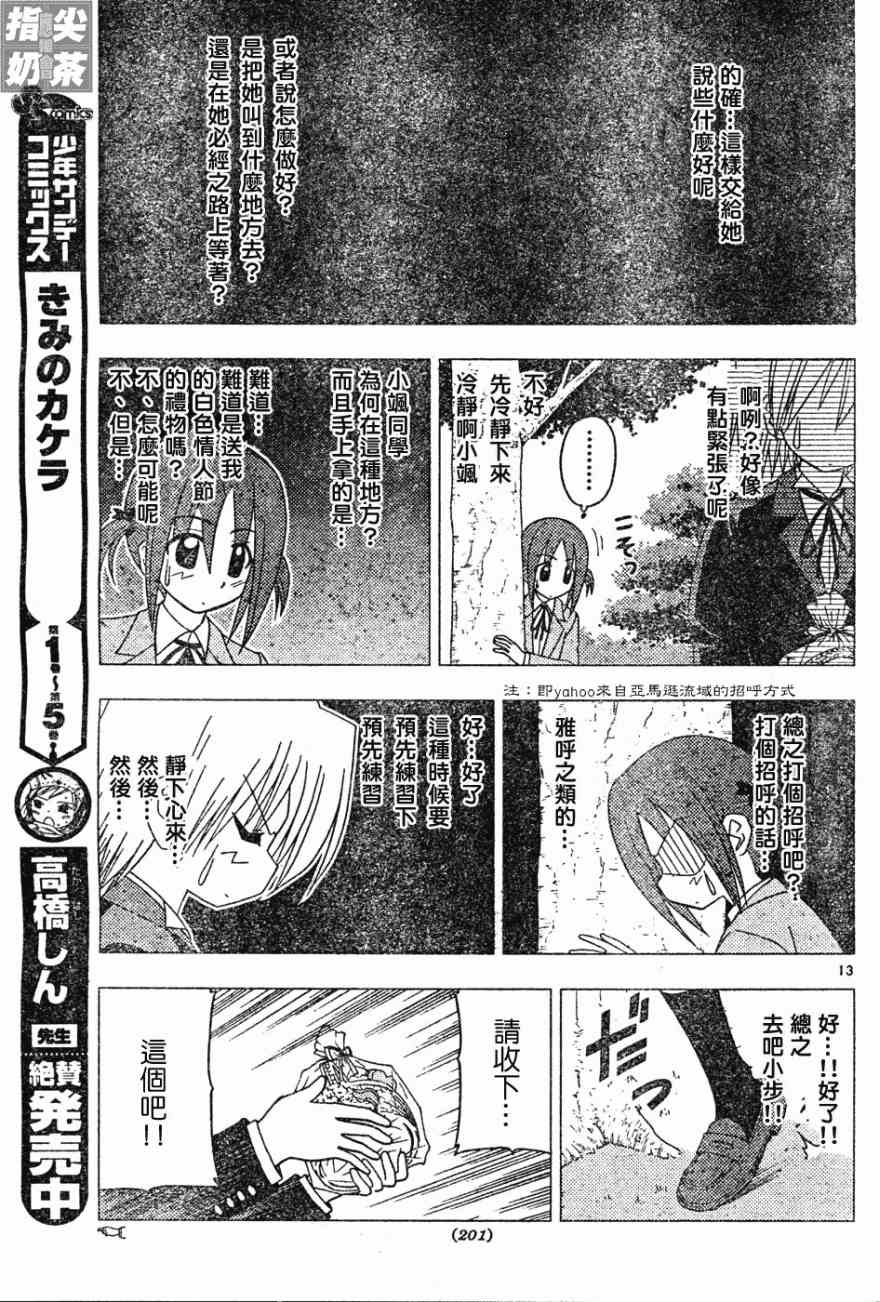 指尖
奶茶
comics
少年サンデー
コミックス
きみのカケラ
第1巻〜第5巻
高橋しん
たかはし
先生
絶賛
発売中
的確…這樣交給她
說些什麼好呢
或者說怎麼做好？
是把她叫到什麼地方去？
還是在她必經之路上等著？
啊咧？好像
有點緊張了呢
こそっ
………
不好
先冷靜下來
冷靜啊小颯
小颯同學
為何在這種地方？
而且手上拿的是…
難道…
難道是送我
的白色情人節
的禮物嗎？
不、怎麼可能呢
不、但是…
注：即yahoo來自亞馬遜流域的招呼方式
總之打個招呼吧？
打個招呼的話…
雅呼之類的…
好…好了
這種時候要
預先練習下
預先練習
靜下心來…
然後…
然後…
13
好…!!好了!!
總之
去吧小步!!
だっ
請收下…
這個吧!!
(201)